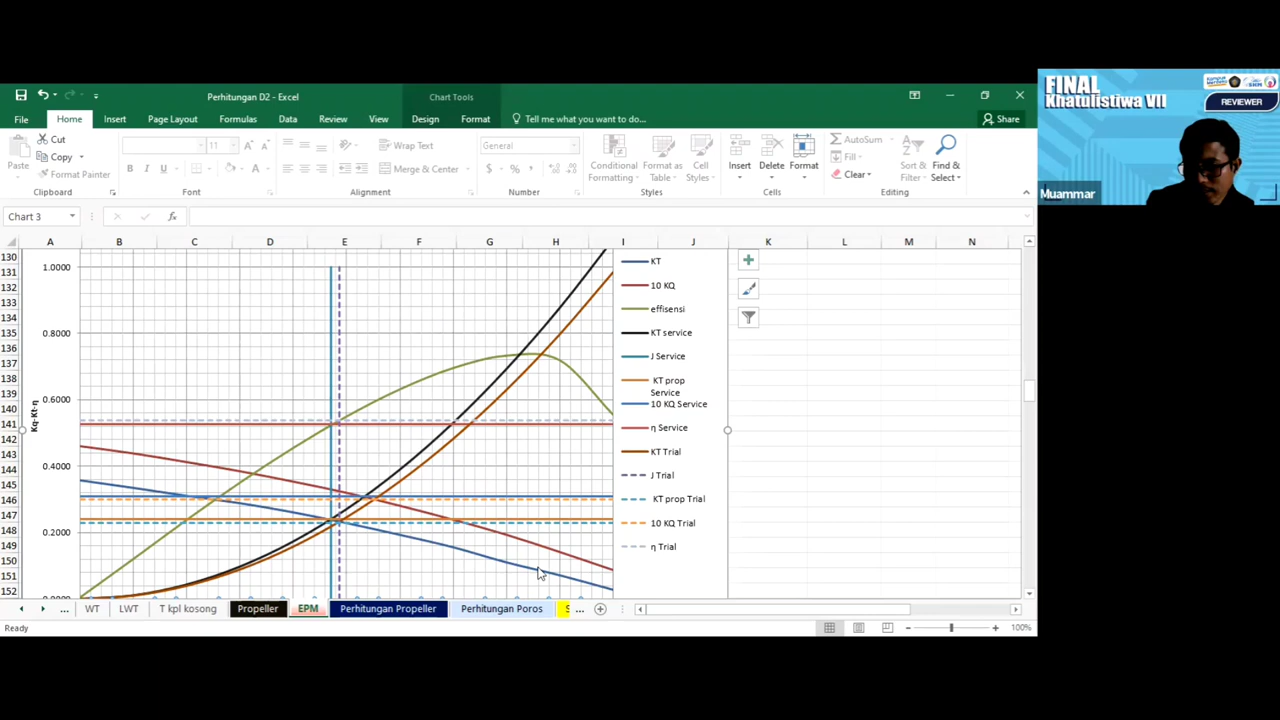 FINAL
Khatulistiwa VII
REVIEWER
Muammar
Perhitungan D2 - Excel
Chart Tools
File
Home
Insert
Page Layout
Formulas
Data
Review
View
Design
Format
Tell me what you want to do...
Share
Paste
Cut
Copy
Format Painter
Clipboard
11
B I U
Font
Wrap Text
Merge & Center
Alignment
General
$ % ,
Number
Conditional
Formatting
Format as
Table
Cell
Styles
Styles
Insert
Delete
Format
Cells
AutoSum
Fill
Clear
Sort &
Filter
Find &
Select
Editing
Chart 3
fx
A B C D E F G H I J K L M N
130
131
132
133
134
135
136
137
138
139
140
141
142
143
144
145
146
147
148
149
150
151
152
1.0000
0.8000
0.6000
0.4000
0.2000
Kq-Kt-η
KT
10 KQ
effisensi
KT service
J Service
KT prop
Service
10 KQ Service
η Service
KT Trial
J Trial
KT prop Trial
10 KQ Trial
η Trial
... WT LWT T kpl kosong Propeller EPM Perhitungan Propeller Perhitungan Poros S ...
Ready
100%